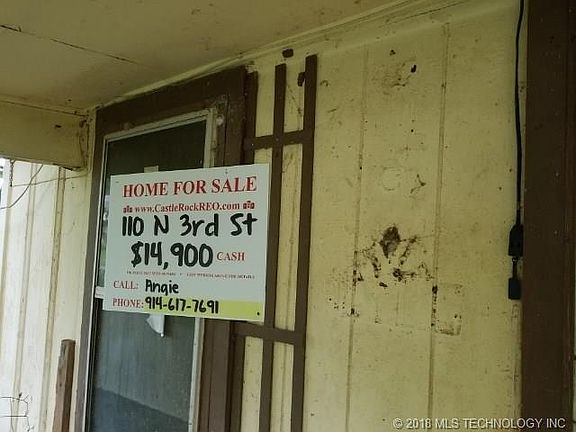 HOME FOR SALE
www.CastleRockREO.com
110 N 3rd St
$14,900 CASH
CALL: Angie
PHONE: 914-617-7691
© 2018 MLS TECHNOLOGY INC